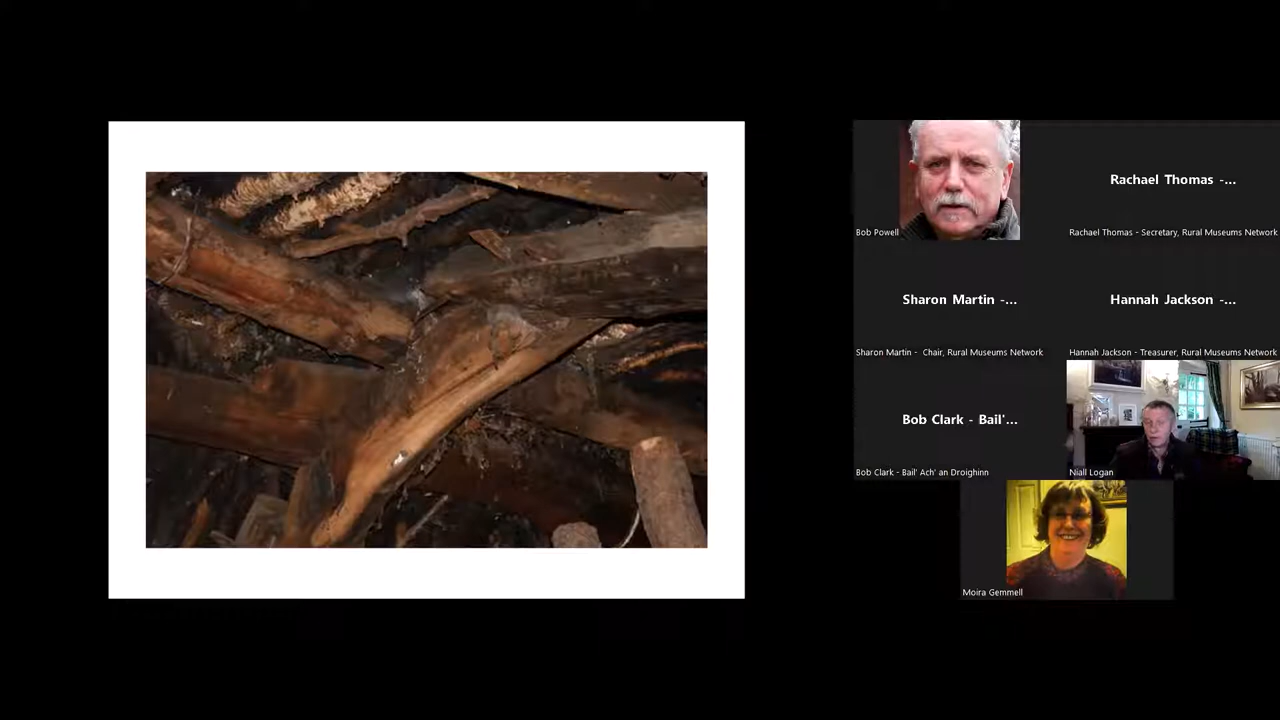 Bob Powell
Rachael Thomas -...
Rachael Thomas - Secretary, Rural Museums Network
Sharon Martin -...
Sharon Martin - Chair, Rural Museums Network
Hannah Jackson -...
Hannah Jackson - Treasurer, Rural Museums Network
Bob Clark - Bail'...
Bob Clark - Bail' Ach' an Droighinn
Niall Logan
Moira Gemmell